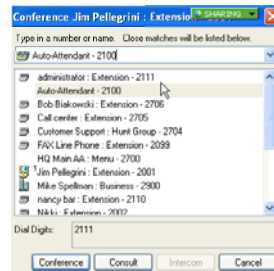 Conference Jim Pellegrini : Extension
SHARING
Type in a number or name. Close matches will be listed below.
Auto-Attendant - 2100
administrator : Extension - 2111
Auto-Attendant - 2100
Bob Biakowski : Extension - 2706
Call center : Extension - 2705
Customer Support : Hunt Group - 2704
FAX Line Phone : Extension - 2099
HQ Main AA : Menu - 2700
Jim Pellegrini : Extension - 2001
Mike Spellman : Business - 2900
nancy bar : Extension - 2110
Nikki : Extension - 2002
Dial Digits: 2111
Conference Consult Intercom Cancel